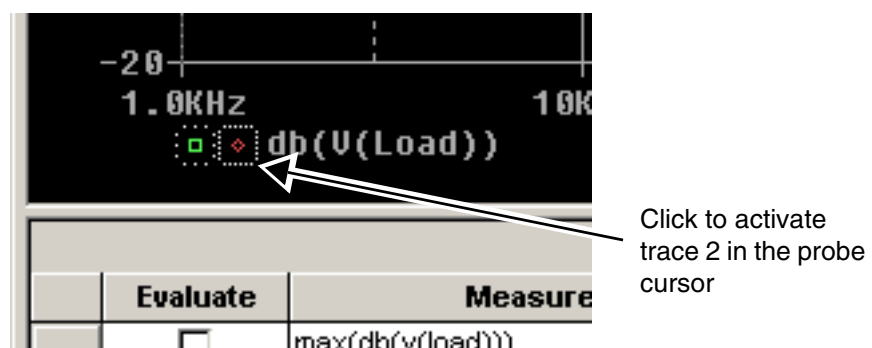 -20
1.0KHz
10K
db(V(Load))
Click to activate
trace 2 in the probe
cursor
Evaluate
Measure
max(db(v(load)))